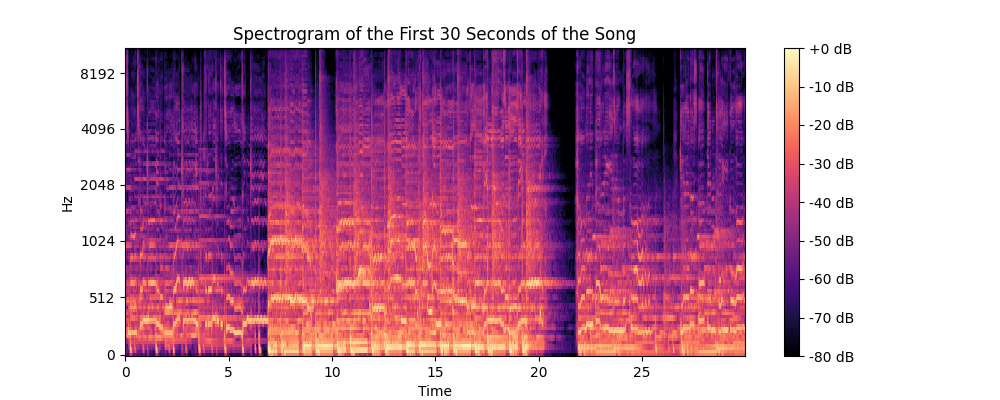 Spectrogram of the First 30 Seconds of the Song
Hz
8192
4096
2048
1024
512
0
0 5 10 15 20 25
Time
+0 dB
-10 dB
-20 dB
-30 dB
-40 dB
-50 dB
-60 dB
-70 dB
-80 dB